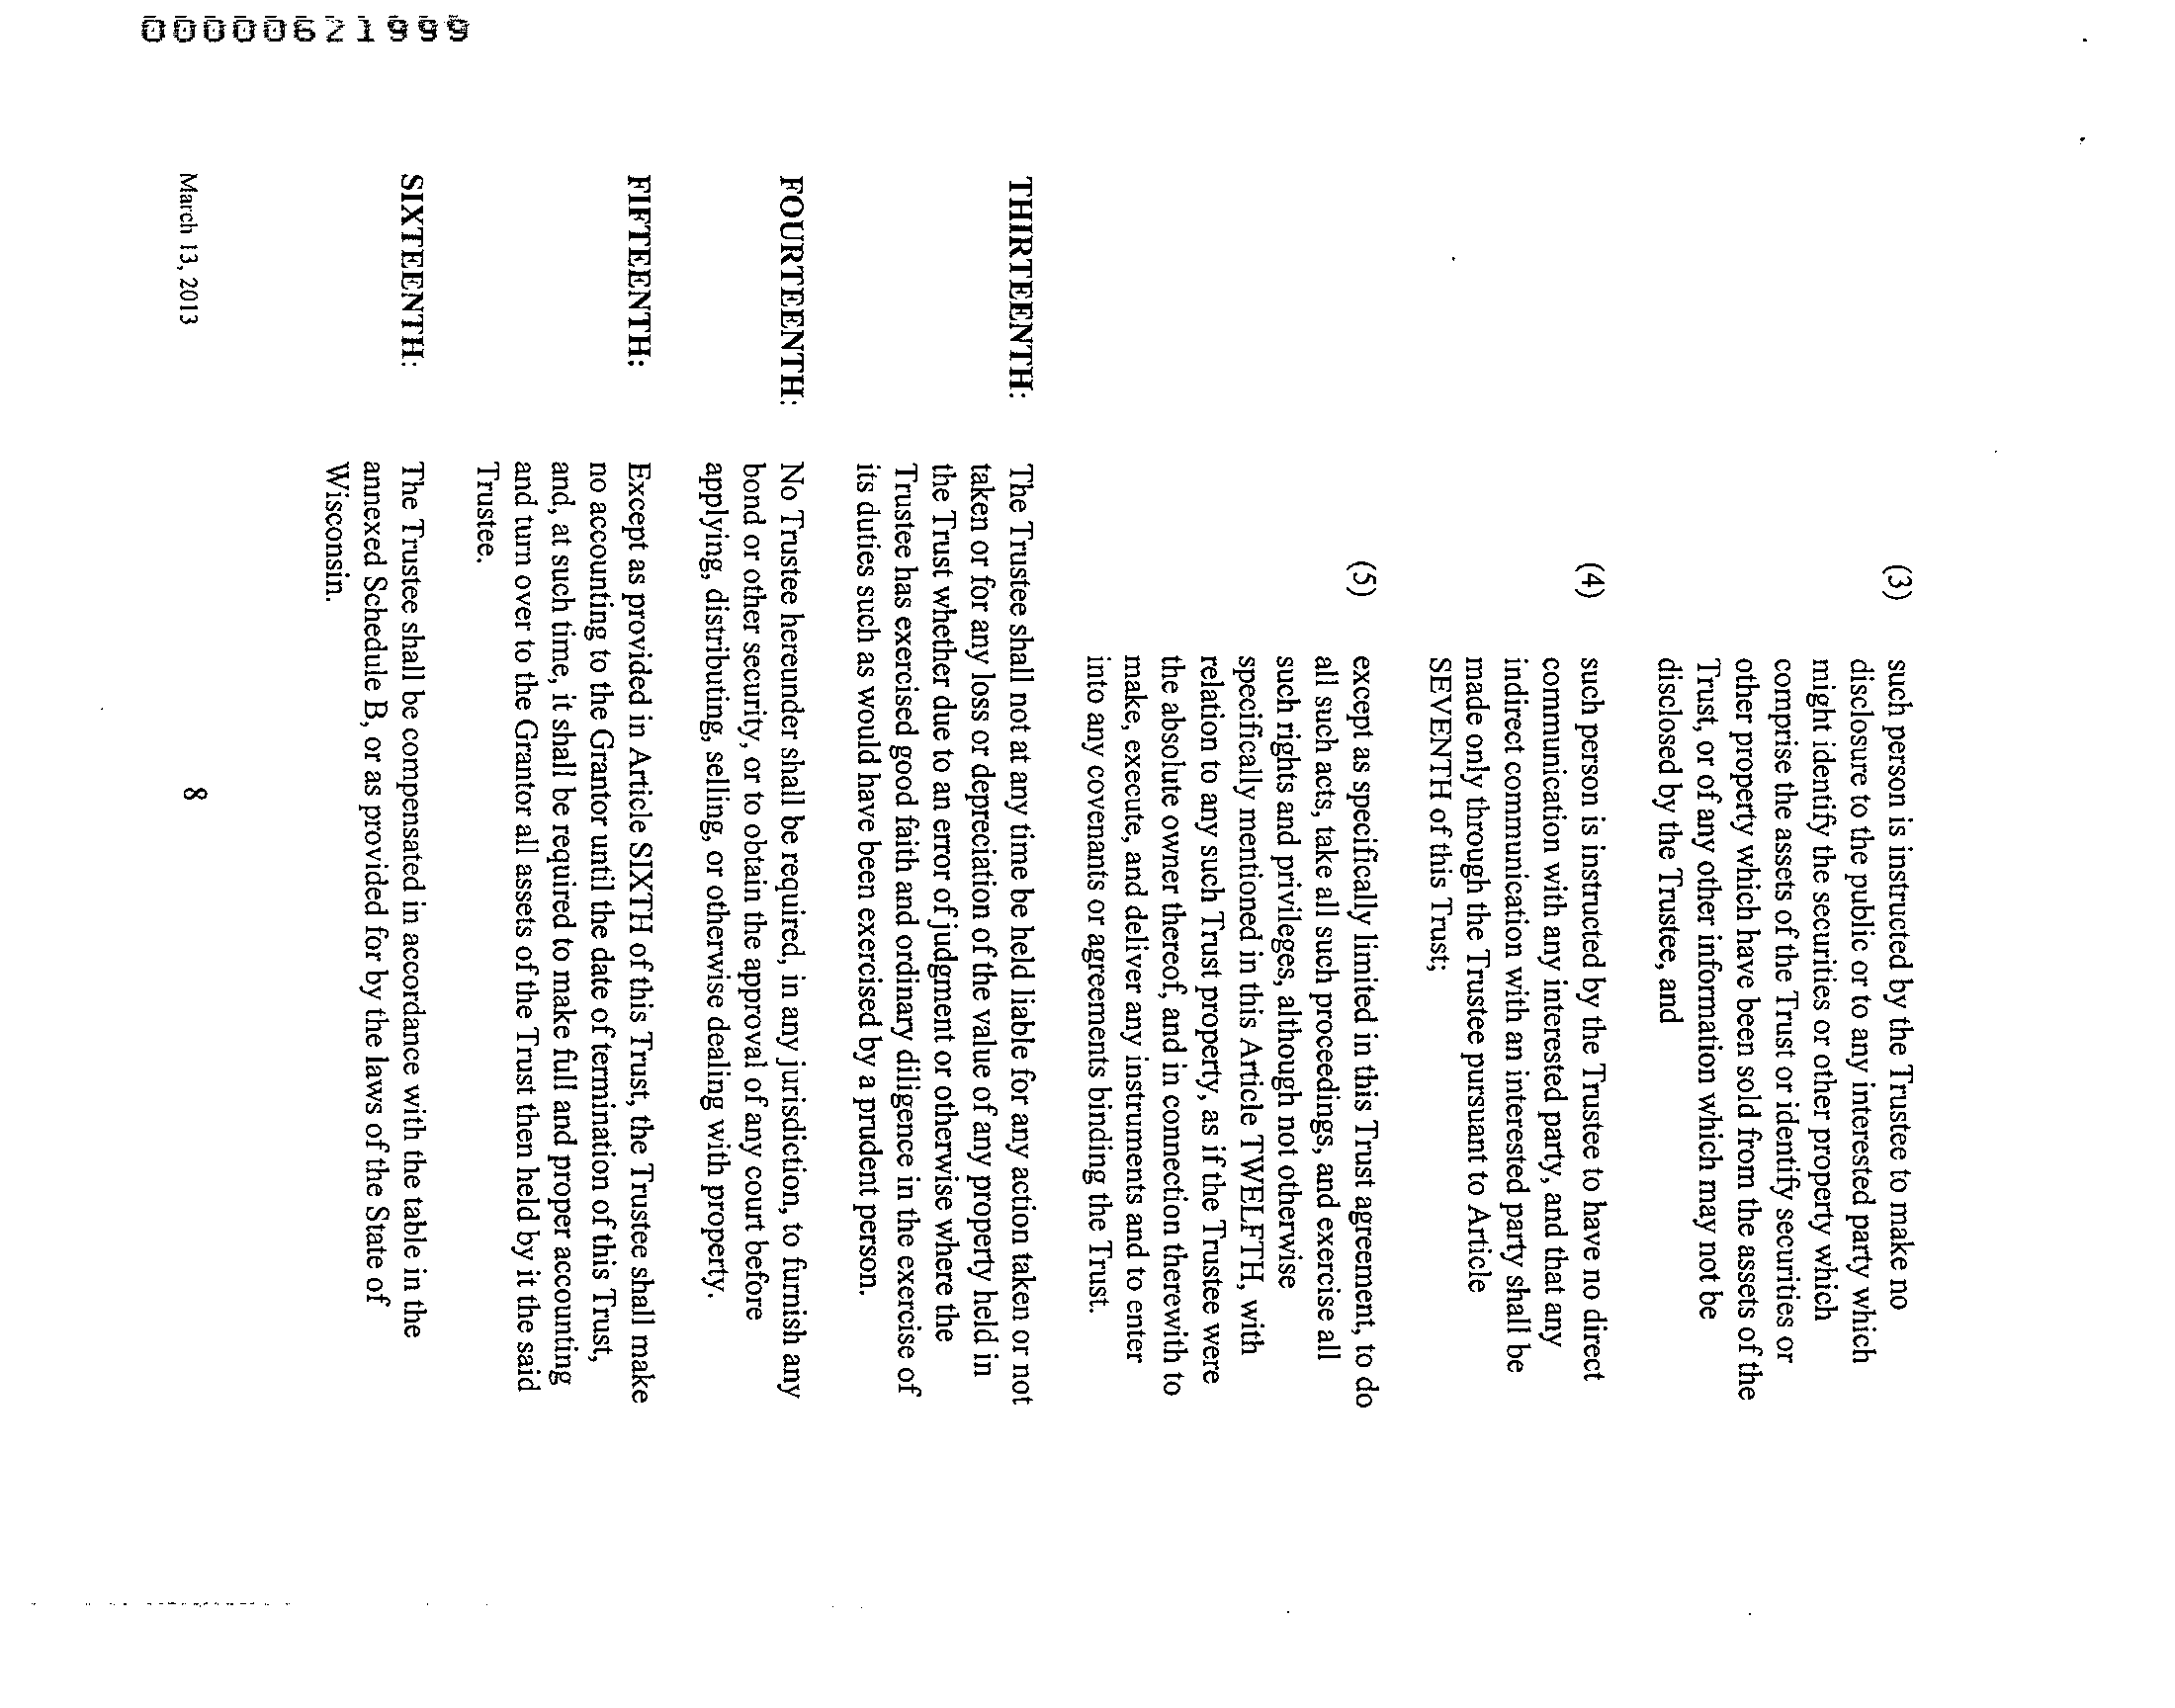 (3) such person is instructed by the Trustee to make no
disclosure to the public or to any interested party which
might identify the securities or other property which
comprise the assets of the Trust or identify securities or
other property which have been sold from the assets of the
Trust, or of any other information which may not be
disclosed by the Trustee, and
(4) such person is instructed by the Trustee to have no direct
communication with any interested party, and that any
indirect communication with an interested party shall be
made only through the Trustee pursuant to Article
SEVENTH of this Trust;
(5) except as specifically limited in this Trust agreement, to do
all such acts, take all such proceedings, and exercise all
such rights and privileges, although not otherwise
specifically mentioned in this Article TWELFTH, with
relation to any such Trust property, as if the Trustee were
the absolute owner thereof, and in connection therewith to
make, execute, and deliver any instruments and to enter
into any covenants or agreements binding the Trust.
THIRTEENTH: The Trustee shall not at any time be held liable for any action taken or not
taken or for any loss or depreciation of the value of any property held in
the Trust whether due to an error of judgment or otherwise where the
Trustee has exercised good faith and ordinary diligence in the exercise of
its duties such as would have been exercised by a prudent person.
FOURTEENTH: No Trustee hereunder shall be required, in any jurisdiction, to furnish any
bond or other security, or to obtain the approval of any court before
applying, distributing, selling, or otherwise dealing with property.
FIFTEENTH: Except as provided in Article SIXTH of this Trust, the Trustee shall make
no accounting to the Grantor until the date of termination of this Trust,
and, at such time, it shall be required to make full and proper accounting
and turn over to the Grantor all assets of the Trust then held by it the said
Trustee.
SIXTEENTH: The Trustee shall be compensated in accordance with the table in the
annexed Schedule B, or as provided for by the laws of the State of
Wisconsin.
March 13, 2013 8
00000621999